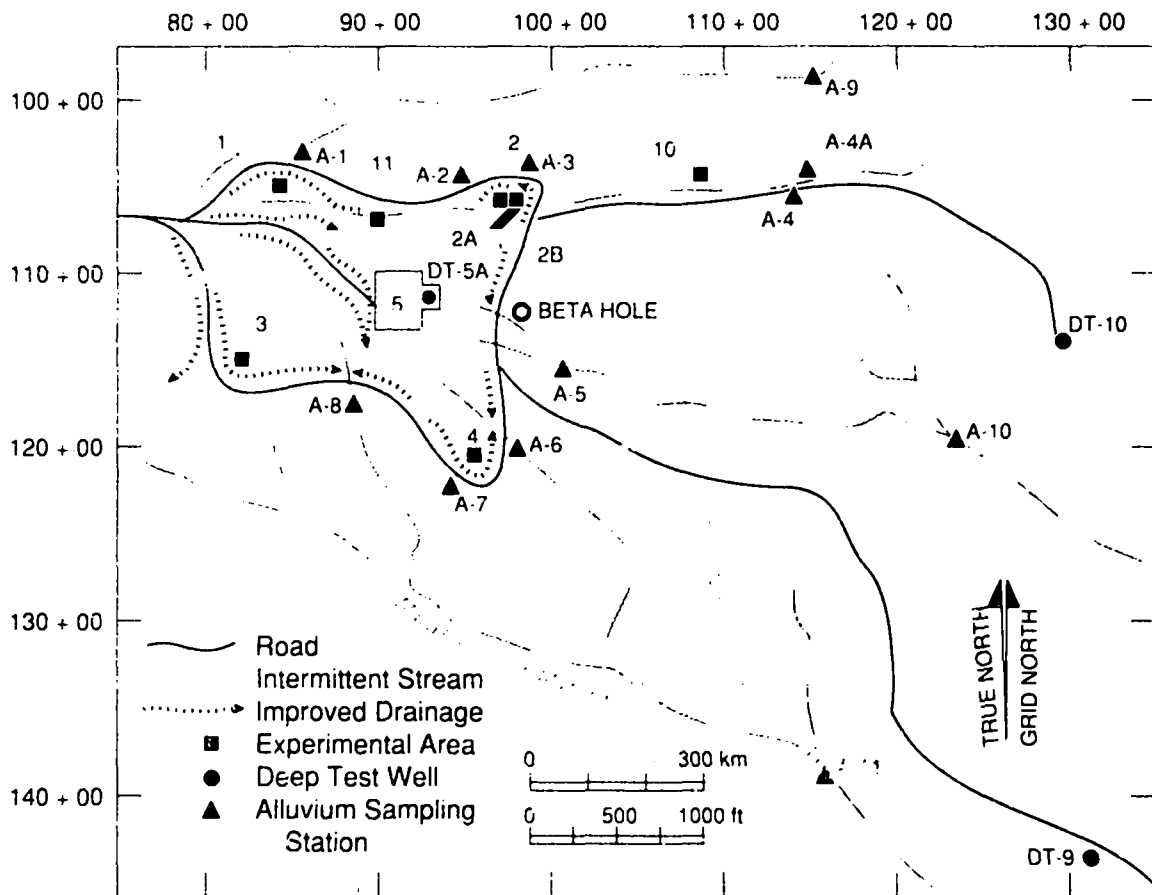 80 + 00
90 + 00
100 + 00
110 + 00
120 + 00
130 + 00
100 + 00
110 + 00
120 + 00
130 + 00
140 + 00
A-9
1
A-1
11
A-2
2
A-3
10
A-4A
A-4
2A
2B
DT-5A
5
BETA HOLE
3
DT-10
A-5
A-8
4
A-6
A-10
A-7
Road
Intermittent Stream
Improved Drainage
Experimental Area
Deep Test Well
Alluvium Sampling
Station
0 300 km
0 500 1000 ft
TRUE NORTH
GRID NORTH
DT-9